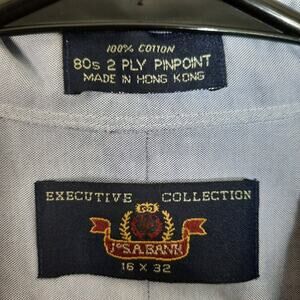 100% COTTON
80s 2 PLY PINPOINT
MADE IN HONG KONG
EXECUTIVE COLLECTION
JoS.A.BANK
16 X 32